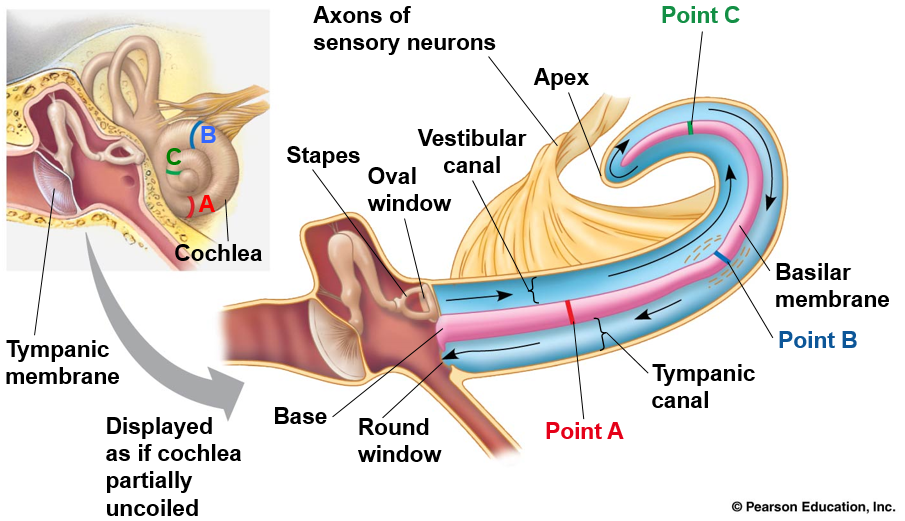 Axons of
sensory neurons
Point C
Apex
Vestibular
canal
Stapes
Oval
window
B
C
A
Cochlea
Basilar
membrane
Point B
Tympanic
membrane
Tympanic
canal
Base
Round
window
Point A
Displayed
as if cochlea
partially
uncoiled
© Pearson Education, Inc.